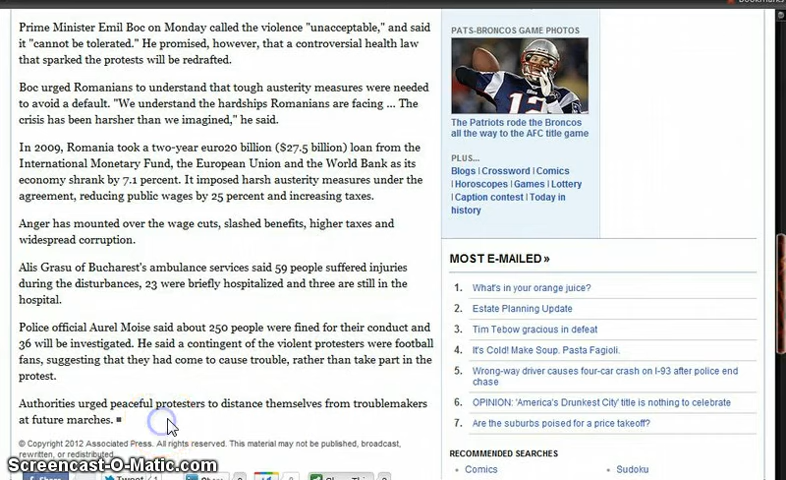 Prime Minister Emil Boc on Monday called the violence "unacceptable," and said
it "cannot be tolerated." He promised, however, that a controversial health law
that sparked the protests will be redrafted.
Boc urged Romanians to understand that tough austerity measures were needed
to avoid a default. "We understand the hardships Romanians are facing ... The
crisis has been harsher than we imagined," he said.
In 2009, Romania took a two-year euro20 billion ($27.5 billion) loan from the
International Monetary Fund, the European Union and the World Bank as its
economy shrank by 7.1 percent. It imposed harsh austerity measures under the
agreement, reducing public wages by 25 percent and increasing taxes.
Anger has mounted over the wage cuts, slashed benefits, higher taxes and
widespread corruption.
Alis Grasu of Bucharest's ambulance services said 59 people suffered injuries
during the disturbances, 23 were briefly hospitalized and three are still in the
hospital.
Police official Aurel Moise said about 250 people were fined for their conduct and
36 will be investigated. He said a contingent of the violent protesters were football
fans, suggesting that they had come to cause trouble, rather than take part in the
protest.
Authorities urged peaceful protesters to distance themselves from troublemakers
at future marches.
© Copyright 2012 Associated Press. All rights reserved. This material may not be published, broadcast,
rewritten, or redistributed.
Share
Tweet
Share
Screencast-O-Matic.com
PATS-BRONCOS GAME PHOTOS
12
The Patriots rode the Broncos
all the way to the AFC title game
PLUS...
Blogs | Crossword | Comics
| Horoscopes | Games | Lottery
| Caption contest | Today in
history
MOST E-MAILED »
1. What's in your orange juice?
2. Estate Planning Update
3. Tim Tebow gracious in defeat
4. It's Cold! Make Soup. Pasta Fagioli.
5. Wrong-way driver causes four-car crash on I-93 after police end
chase
6. OPINION: 'America's Drunkest City' title is nothing to celebrate
7. Are the suburbs poised for a price takeoff?
RECOMMENDED SEARCHES
• Comics • Sudoku